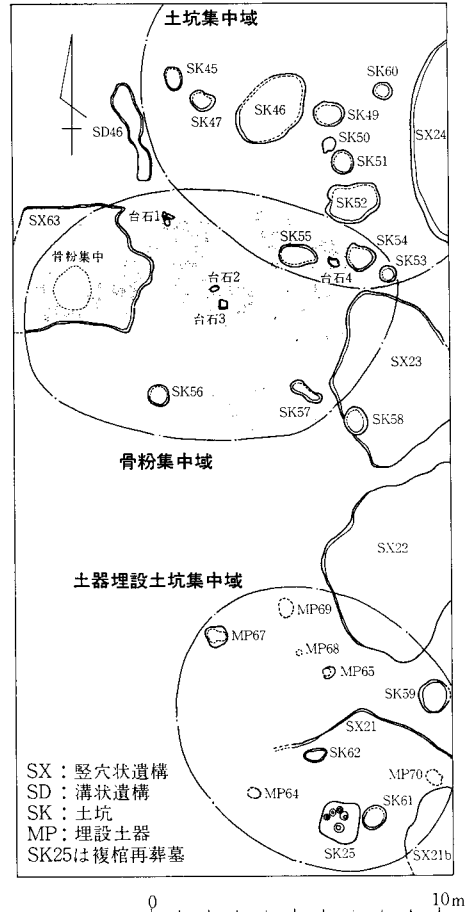 土坑集中域
SK45
SK60
SK47
SK46
SK49
SD46
SK50
SX24
SK51
SK52
SX63
台石1
骨粉集中
SK55
SK54
台石4
SK53
台石2
台石3
SX23
SK56
SK57
SK58
骨粉集中域
SX22
土器埋設土坑集中域
MP69
MP67
MP68
MP65
SK59
SX21
SK62
MP70
MP64
SK61
SK25
SX21b
SX：竪穴状遺構
SD：溝状遺構
SK：土坑
MP：埋設土器
SK25は複棺再葬墓
0 10m